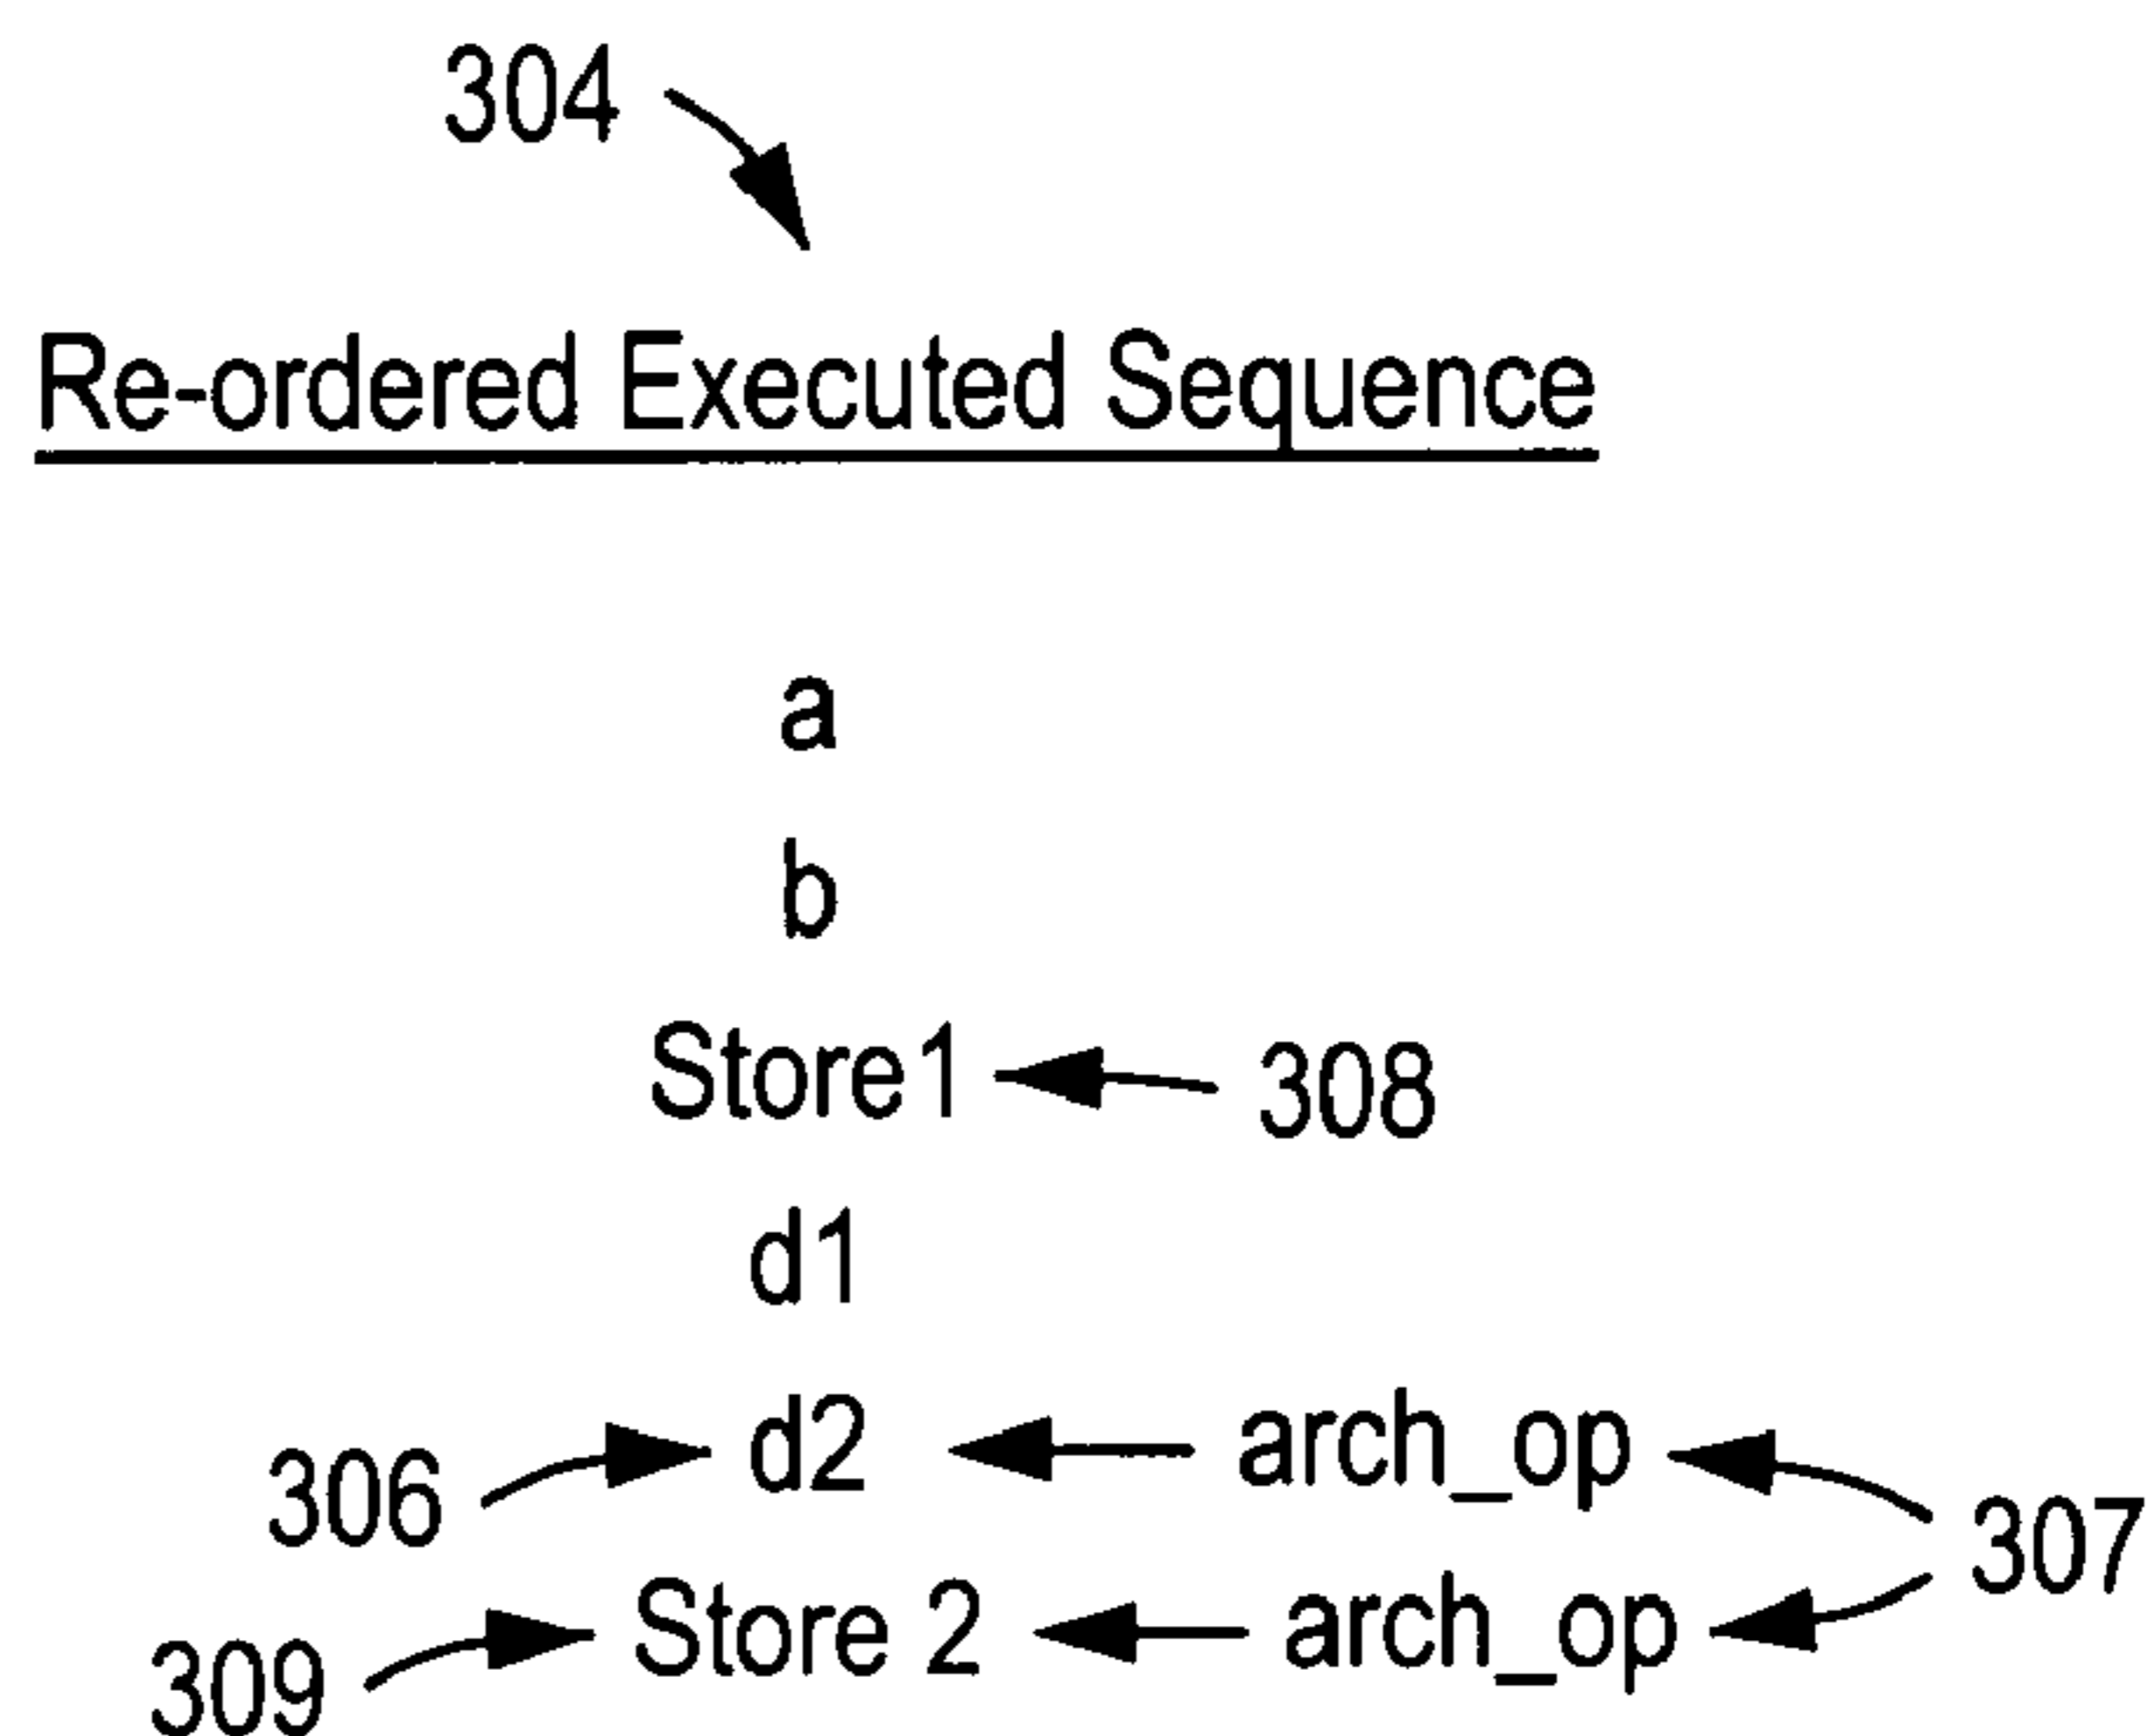 304
Re-ordered Executed Sequence
a
b
Store1 308
d1
306 d2 arch_op 307
309 Store 2 arch_op